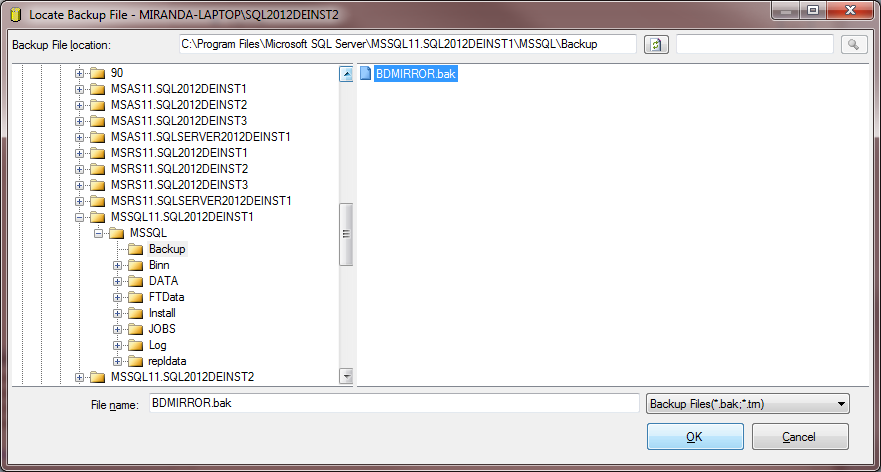 Locate Backup File - MIRANDA-LAPTOP\SQL2012DEINST2
Backup File location:
C:\Program Files\Microsoft SQL Server\MSSQL11.SQL2012DEINST1\MSSQL\Backup
90
MSAS11.SQL2012DEINST1
MSAS11.SQL2012DEINST2
MSAS11.SQL2012DEINST3
MSAS11.SQLSERVER2012DEINST1
MSRS11.SQL2012DEINST1
MSRS11.SQL2012DEINST2
MSRS11.SQL2012DEINST3
MSRS11.SQLSERVER2012DEINST1
MSSQL11.SQL2012DEINST1
MSSQL
Backup
Binn
DATA
FTData
Install
JOBS
Log
repldata
MSSQL11.SQL2012DEINST2
BDMIRROR.bak
File name:
BDMIRROR.bak
Backup Files(*.bak;*.trn)
OK
Cancel